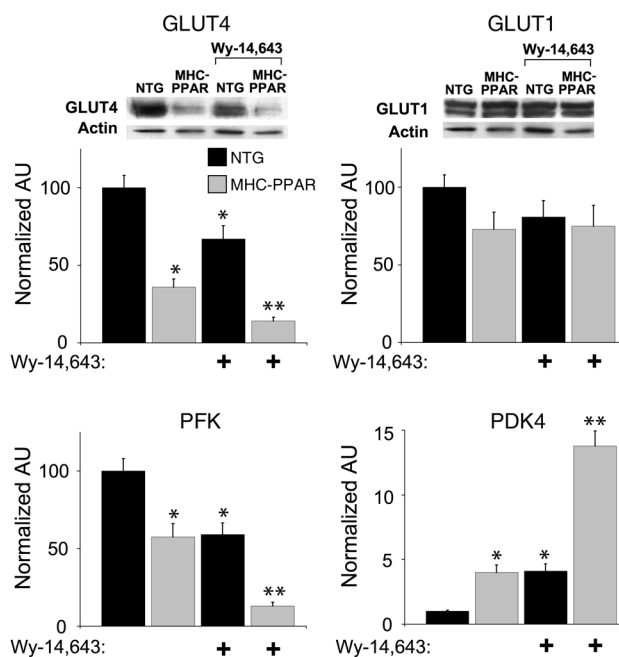 GLUT4
Wy-14,643
NTG MHC-PPAR NTG MHC-PPAR
GLUT4
Actin
NTG
MHC-PPAR
Normalized AU
100
50
0
* * **
Wy-14,643: + +
GLUT1
Wy-14,643
NTG MHC-PPAR NTG MHC-PPAR
GLUT1
Actin
Normalized AU
100
50
0
Wy-14,643: + +
PFK
Normalized AU
100
50
0
* * **
Wy-14,643: + +
PDK4
Normalized AU
15
10
5
0
* * **
Wy-14,643: + +